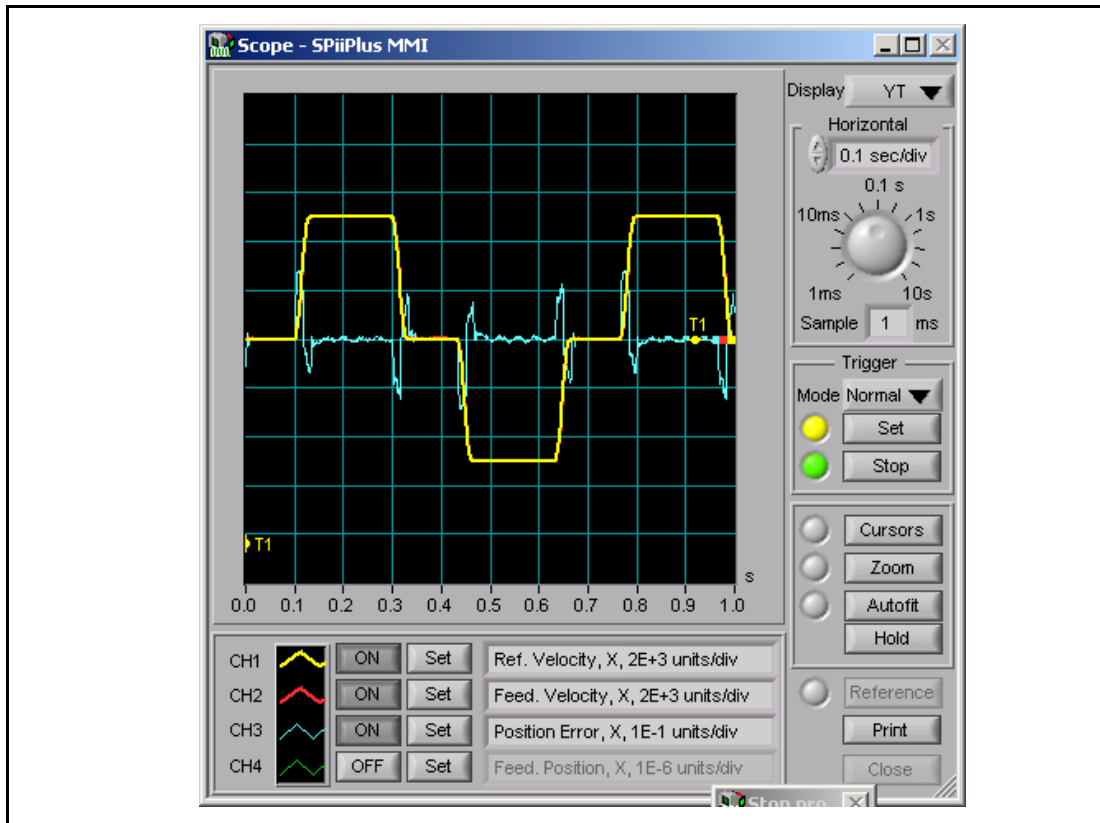 Scope - SPiiPlus MMI
Display YT
Horizontal
0.1 sec/div
0.1 s
10ms 1s
1ms 10s
Sample 1 ms
Trigger
Mode Normal
Set
Stop
Cursors
Zoom
Autofit
Hold
Reference
Print
Close
T1
T1
s
0.0 0.1 0.2 0.3 0.4 0.5 0.6 0.7 0.8 0.9 1.0
CH1 ON Set Ref. Velocity, X, 2E+3 units/div
CH2 ON Set Feed. Velocity, X, 2E+3 units/div
CH3 ON Set Position Error, X, 1E-1 units/div
CH4 OFF Set Feed. Position, X, 1E-6 units/div